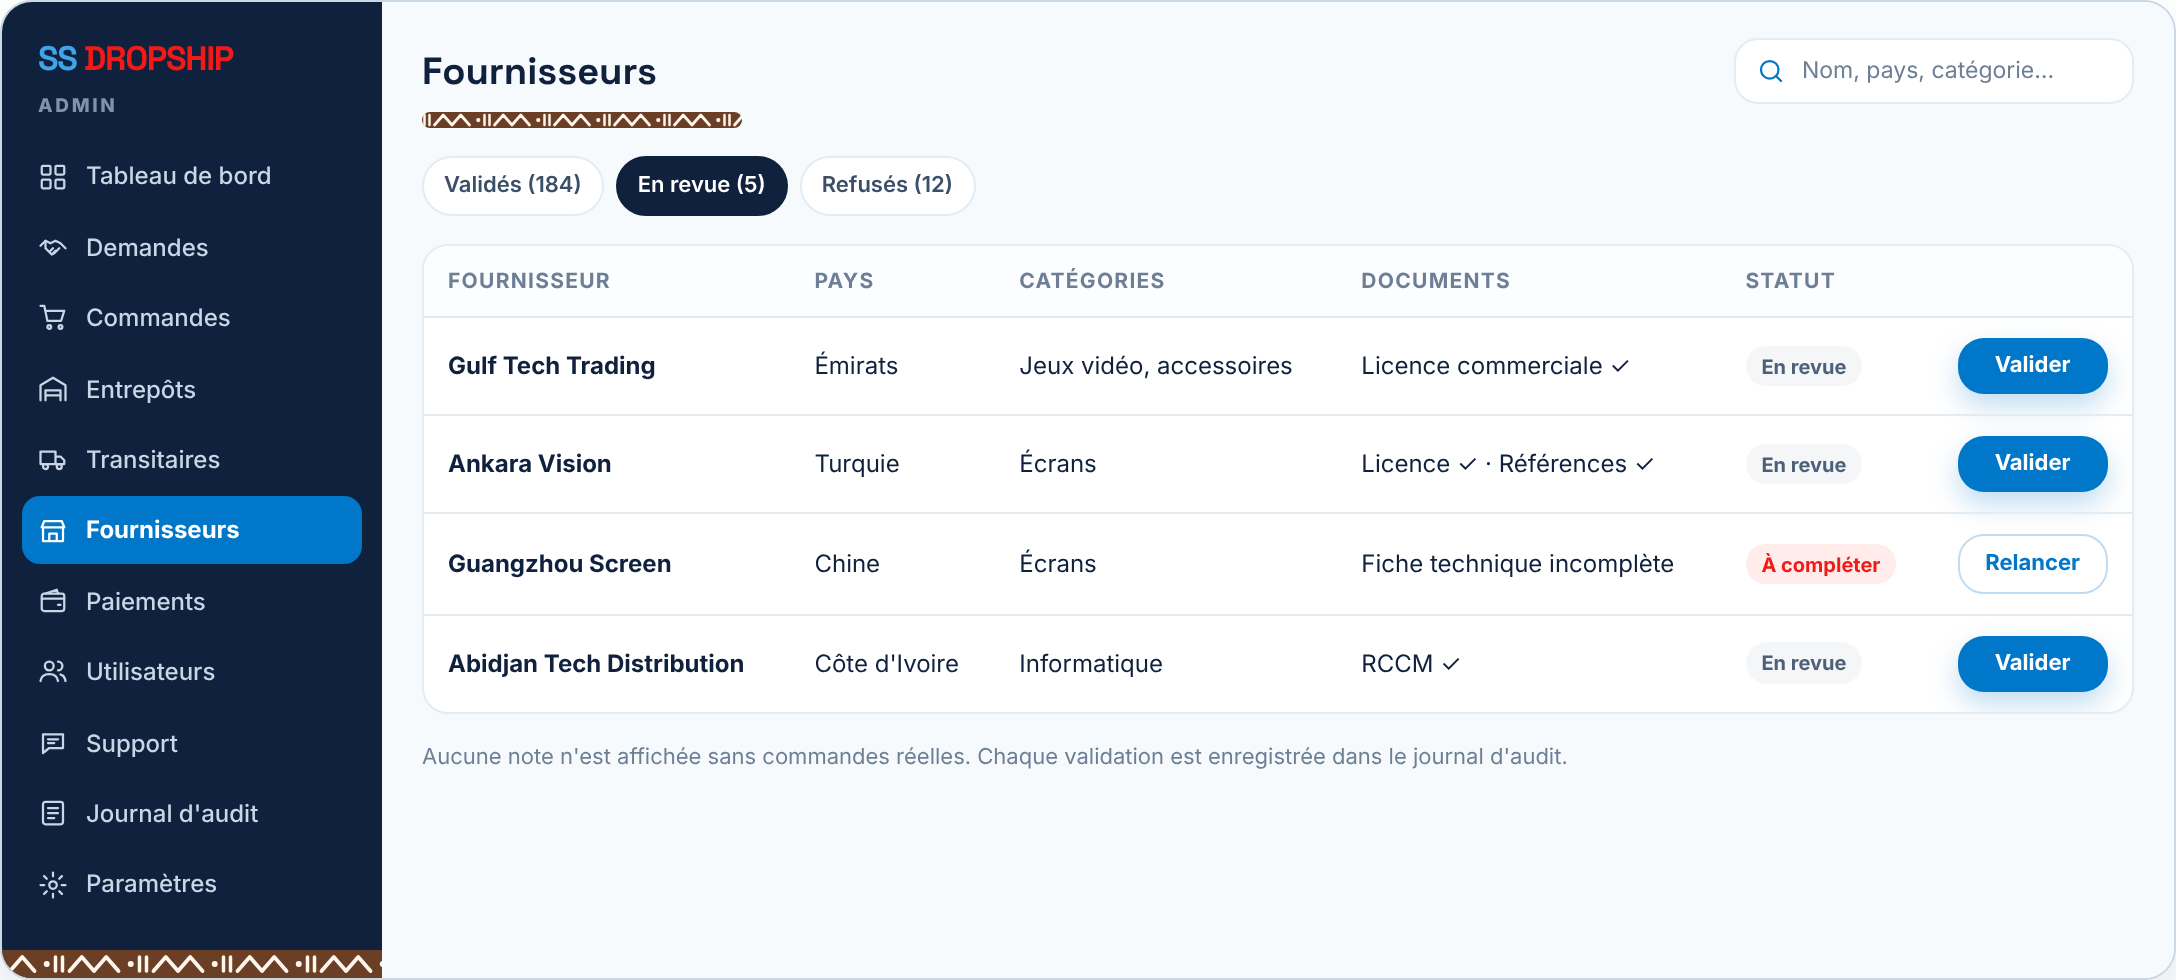 SS DROPSHIP
ADMIN
Tableau de bord
Demandes
Commandes
Entrepôts
Transitaires
Fournisseurs
Paiements
Utilisateurs
Support
Journal d'audit
Paramètres
Fournisseurs
Nom, pays, catégorie...
Validés (184) En revue (5) Refusés (12)
FOURNISSEUR PAYS CATÉGORIES DOCUMENTS STATUT
Gulf Tech Trading Émirats Jeux vidéo, accessoires Licence commerciale ✓ En revue Valider
Ankara Vision Turquie Écrans Licence ✓ · Références ✓ En revue Valider
Guangzhou Screen Chine Écrans Fiche technique incomplète À compléter Relancer
Abidjan Tech Distribution Côte d'Ivoire Informatique RCCM ✓ En revue Valider
Aucune note n'est affichée sans commandes réelles. Chaque validation est enregistrée dans le journal d'audit.